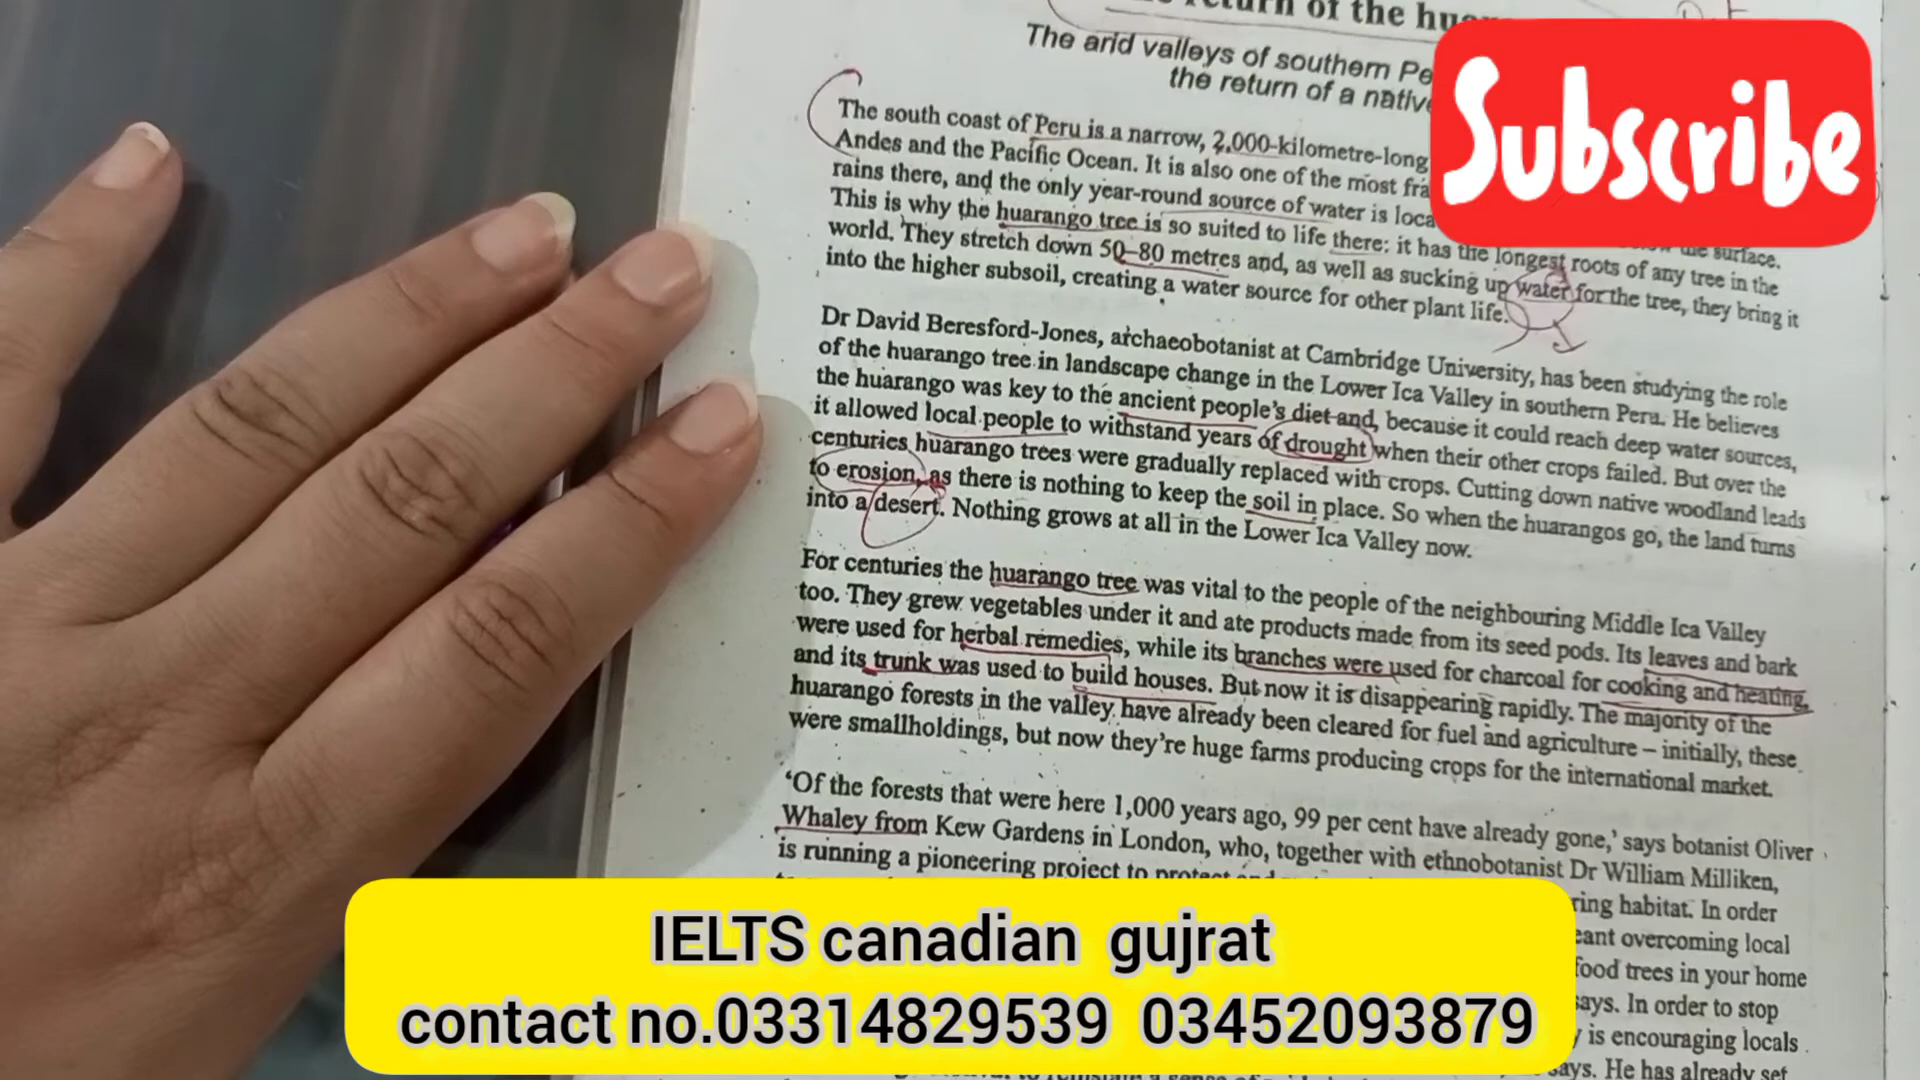 return of the
The arid valleys of southern
the return of a native
Subscribe
The south coast of Peru is a narrow, 2,000-kilometre-long
Andes and the Pacific Ocean. It is also one of the most
rains there, and the only year-round source of water is
the surface.
This is why the huarango tree is so suited to life there: it has the longest roots of any tree in the
world. They stretch down 50–80 metres and, as well as sucking up water for the tree, they bring it
into the higher subsoil, creating a water source for other plant life.
Dr David Beresford-Jones, archaeobotanist at Cambridge University, has been studying the role
of the huarango tree in landscape change in the Lower Ica Valley in southern Peru. He believes
the huarango was key to the ancient people's diet and, because it could reach deep water sources,
it allowed local people to withstand years of drought when their other crops failed. But over the
centuries huarango trees were gradually replaced with crops. Cutting down native woodland leads
to erosion, as there is nothing to keep the soil in place. So when the huarangos go, the land turns
into a desert. Nothing grows at all in the Lower Ica Valley now.
For centuries the huarango tree was vital to the people of the neighbouring Middle Ica Valley
too. They grew vegetables under it and ate products made from its seed pods. Its leaves and bark
were used for herbal remedies, while its branches were used for charcoal for cooking and heating,
and its trunk was used to build houses. But now it is disappearing rapidly. The majority of the
huarango forests in the valley have already been cleared for fuel and agriculture – initially, these
were smallholdings, but now they're huge farms producing crops for the international market.
'Of the forests that were here 1,000 years ago, 99 per cent have already gone,' says botanist Oliver
Whaley from Kew Gardens in London, who, together with ethnobotanist Dr William Milliken,
is running a pioneering project to protect and
habitat. In order
overcoming local
food trees in your home
says. In order to stop
is encouraging locals
says. He has already set
IELTS canadian gujrat
contact no.03314829539 03452093879